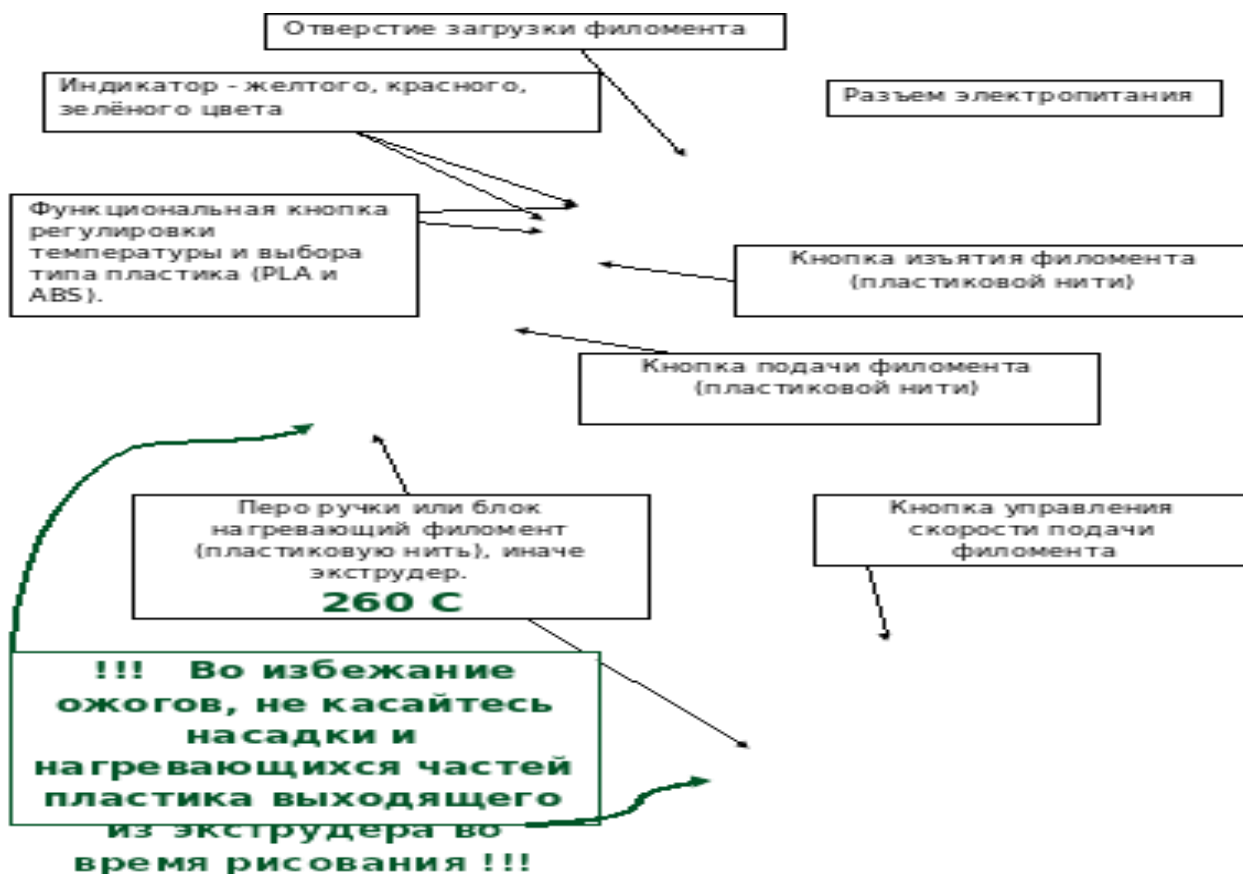 Отверстие загрузки филомента
Индикатор - желтого, красного,
зелёного цвета
Разъем электропитания
Функциональная кнопка
регулировки
температуры и выбора
типа пластика (PLA и
ABS).
Кнопка изъятия филомента
(пластиковой нити)
Кнопка подачи филомента
(пластиковой нити)
Перо ручки или блок
нагревающий филомент
(пластиковую нить), иначе
экструдер.
260 С
Кнопка управления
скорости подачи
филомента
!!! Во избежание
ожогов, не касайтесь
насадки и
нагревающихся частей
пластика выходящего
из экструдера во
время рисования !!!